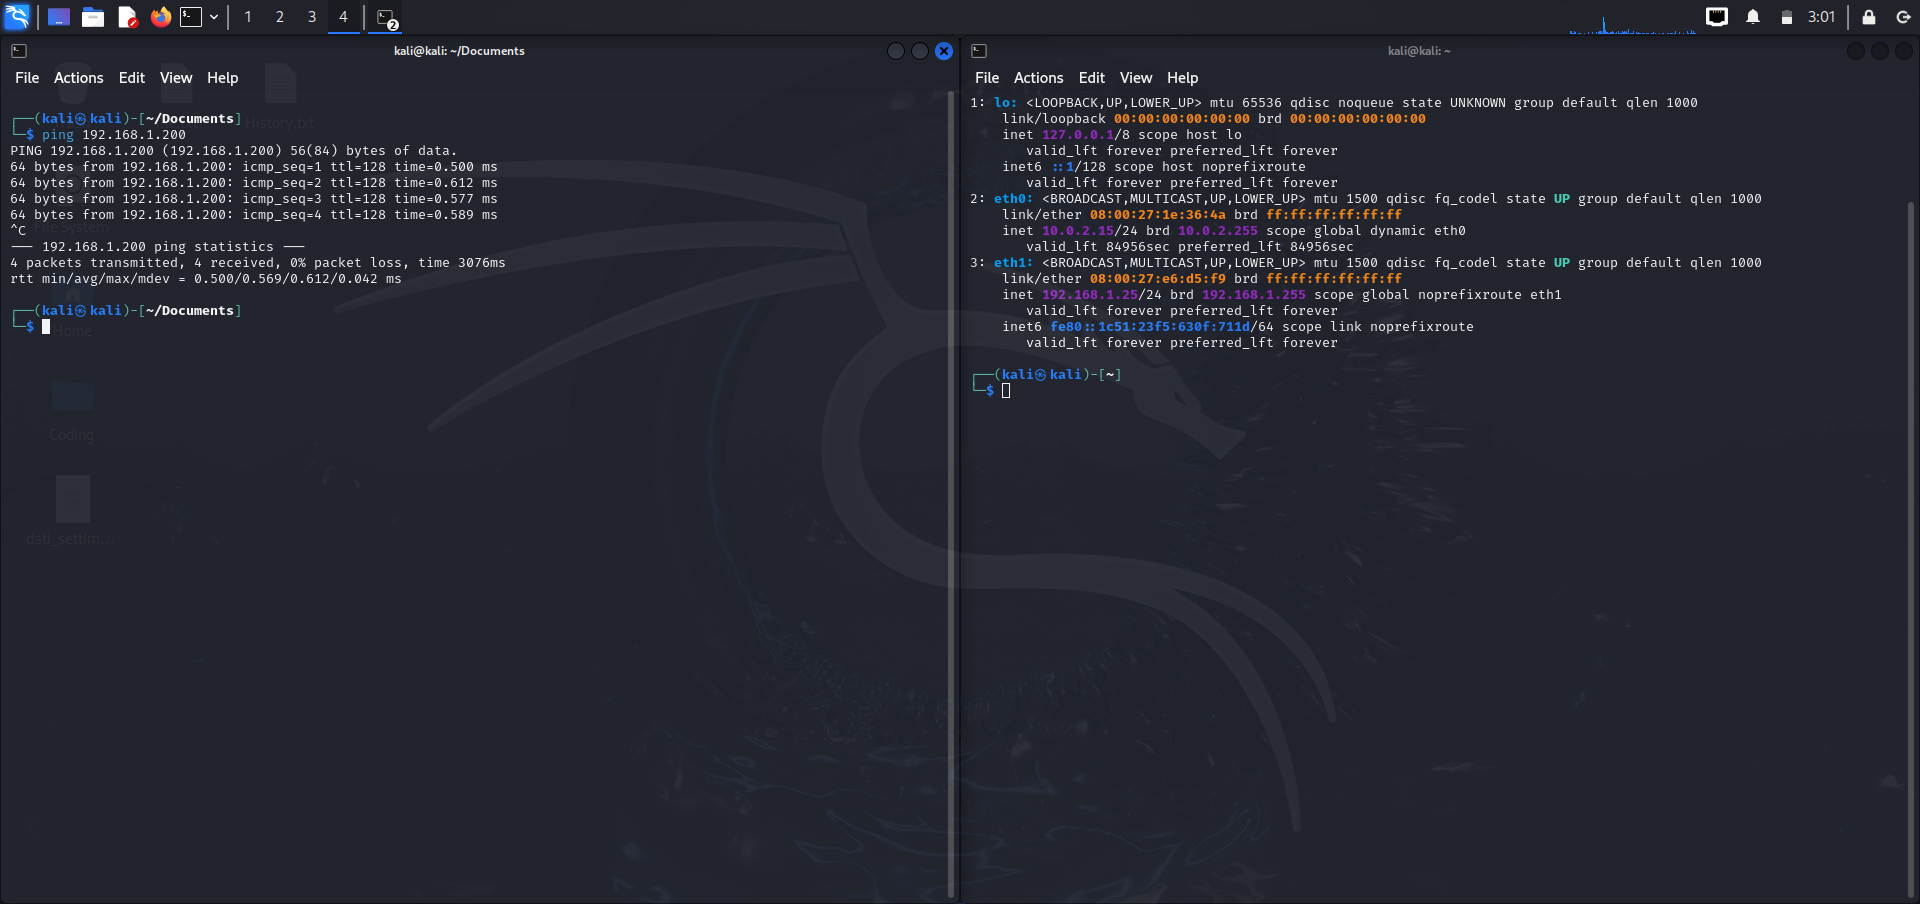 1 2 3 4 2 3:01
kali@kali: ~/Documents
File Actions Edit View Help
┌──(kali㉿kali)-[~/Documents]
└─$ ping 192.168.1.200
PING 192.168.1.200 (192.168.1.200) 56(84) bytes of data.
64 bytes from 192.168.1.200: icmp_seq=1 ttl=128 time=0.500 ms
64 bytes from 192.168.1.200: icmp_seq=2 ttl=128 time=0.612 ms
64 bytes from 192.168.1.200: icmp_seq=3 ttl=128 time=0.577 ms
64 bytes from 192.168.1.200: icmp_seq=4 ttl=128 time=0.589 ms
^C
--- 192.168.1.200 ping statistics ---
4 packets transmitted, 4 received, 0% packet loss, time 3076ms
rtt min/avg/max/mdev = 0.500/0.569/0.612/0.042 ms
┌──(kali㉿kali)-[~/Documents]
└─$
History.txt
File System
Home
Coding
dati_settim...
kali@kali: ~
File Actions Edit View Help
1: lo: <LOOPBACK,UP,LOWER_UP> mtu 65536 qdisc noqueue state UNKNOWN group default qlen 1000
link/loopback 00:00:00:00:00:00 brd 00:00:00:00:00:00
inet 127.0.0.1/8 scope host lo
valid_lft forever preferred_lft forever
inet6 ::1/128 scope host noprefixroute
valid_lft forever preferred_lft forever
2: eth0: <BROADCAST,MULTICAST,UP,LOWER_UP> mtu 1500 qdisc fq_codel state UP group default qlen 1000
link/ether 08:00:27:1e:36:4a brd ff:ff:ff:ff:ff:ff
inet 10.0.2.15/24 brd 10.0.2.255 scope global dynamic eth0
valid_lft 84956sec preferred_lft 84956sec
3: eth1: <BROADCAST,MULTICAST,UP,LOWER_UP> mtu 1500 qdisc fq_codel state UP group default qlen 1000
link/ether 08:00:27:e6:d5:f9 brd ff:ff:ff:ff:ff:ff
inet 192.168.1.25/24 brd 192.168.1.255 scope global noprefixroute eth1
valid_lft forever preferred_lft forever
inet6 fe80::1c51:23f5:630f:711d/64 scope link noprefixroute
valid_lft forever preferred_lft forever
┌──(kali㉿kali)-[~]
└─$